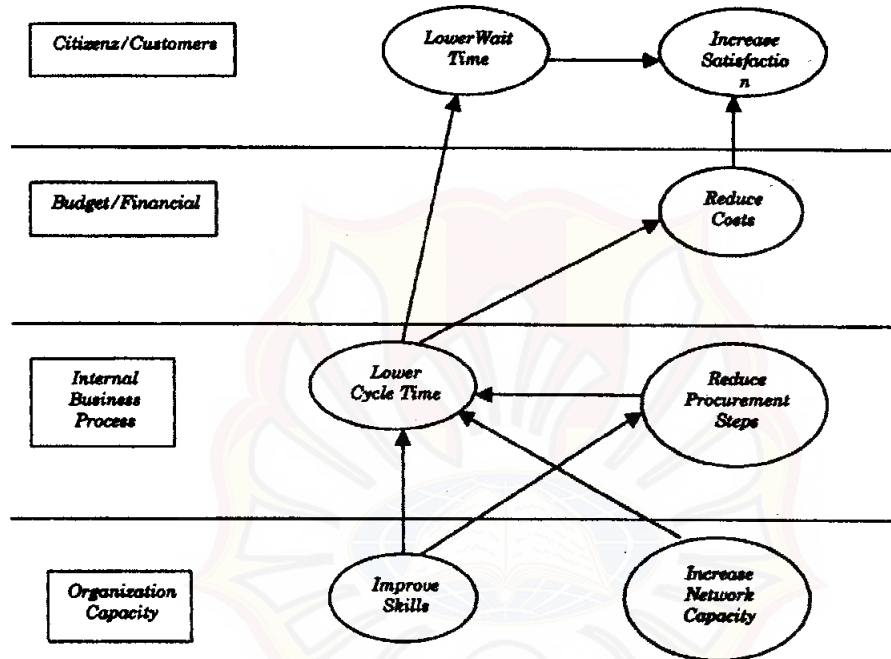 Citizenz/Customers
Lower Wait
Time
Increase
Satisfactio
n
Budget/Financial
Reduce
Costs
Internal
Business
Process
Lower
Cycle Time
Reduce
Procurement
Steps
Organization
Capacity
Improve
Skills
Increase
Network
Capacity